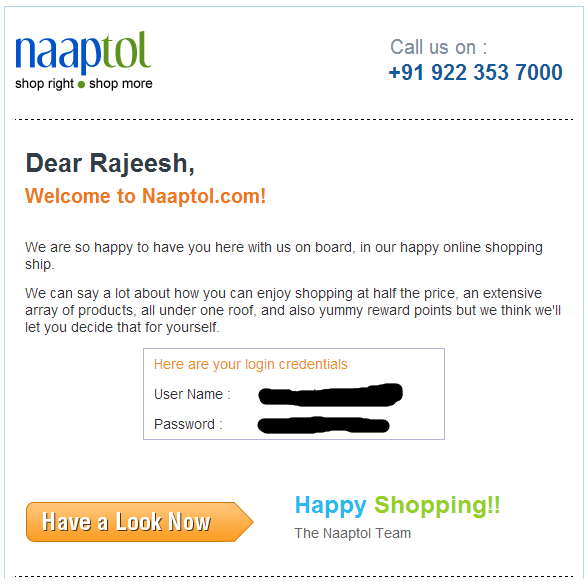 naaptol
shop right • shop more
Call us on :
+91 922 353 7000
Dear Rajeesh,
Welcome to Naaptol.com!
We are so happy to have you here with us on board, in our happy online shopping
ship.
We can say a lot about how you can enjoy shopping at half the price, an extensive
array of products, all under one roof, and also yummy reward points but we think we'll
let you decide that for yourself.
Here are your login credentials
User Name :
Password :
Have a Look Now
Happy Shopping!!
The Naaptol Team